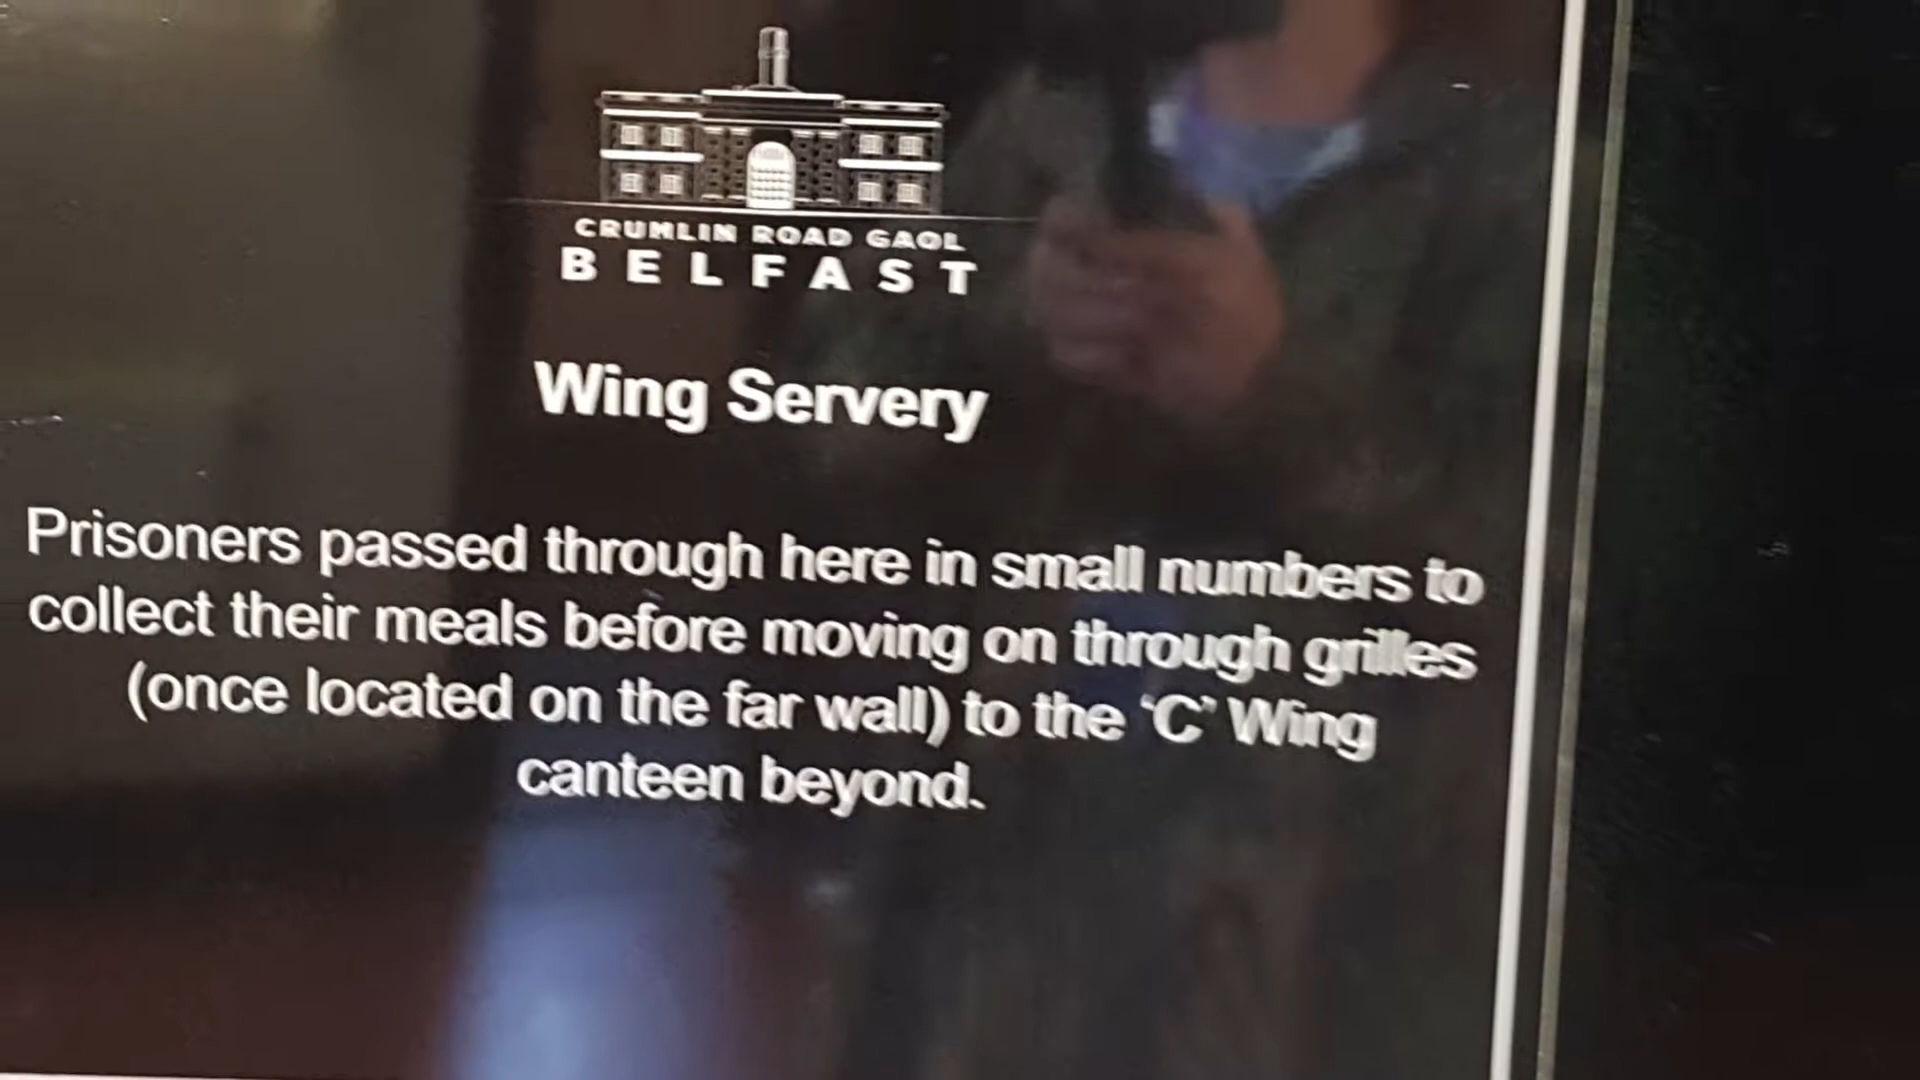 CRUMLIN ROAD GAOL
BELFAST
Wing Servery
Prisoners passed through here in small numbers to
collect their meals before moving on through grilles
(once located on the far wall) to the ‘C’ Wing
canteen beyond.